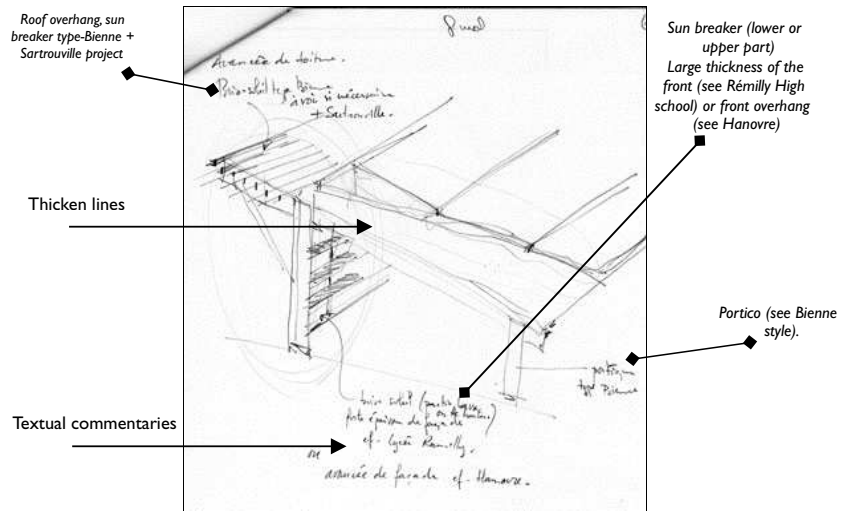 Roof overhang, sun
breaker type-Bienne +
Sartrouville project
Sun breaker (lower or
upper part)
Large thickness of the
front (see Rémilly High
school) or front overhang
(see Hanovre)
Thicken lines
Portico (see Bienne
style).
Textual commentaries
Avancée de toiture.
Brise-soleil type Bienne
à voir si nécessaire
+ Sartrouville.
portique
type Bienne
brise soleil (partie
forte épaisseur de façade
cf- Lycée
ou
avancée de façade cf- Hanovre.